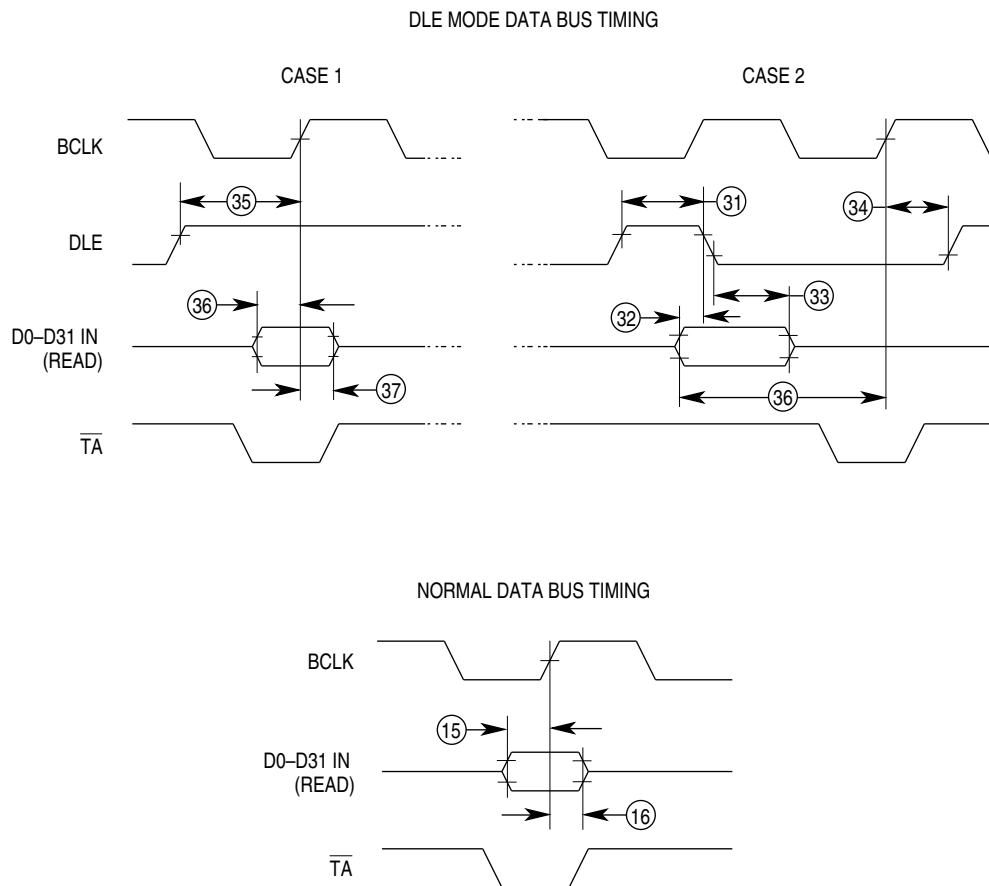 DLE MODE DATA BUS TIMING
CASE 1
CASE 2
BCLK
35
31
34
DLE
36
33
32
D0–D31 IN
(READ)
37
36
TA
NORMAL DATA BUS TIMING
BCLK
15
D0–D31 IN
(READ)
16
TA